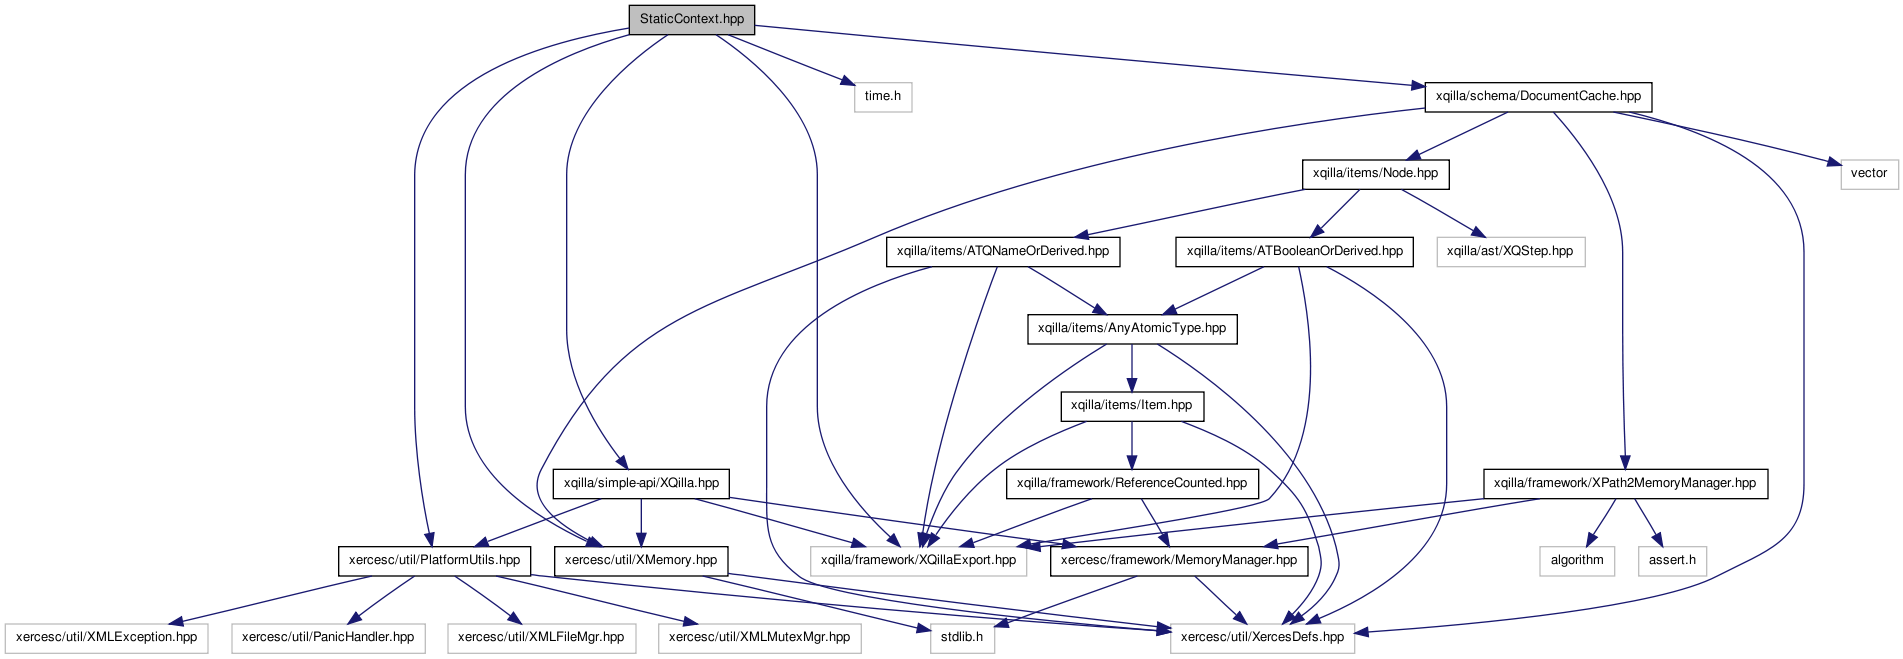 StaticContext.hpp
time.h
xqilla/schema/DocumentCache.hpp
xqilla/items/Node.hpp
vector
xqilla/items/ATQNameOrDerived.hpp
xqilla/items/ATBooleanOrDerived.hpp
xqilla/ast/XQStep.hpp
xqilla/items/AnyAtomicType.hpp
xqilla/items/Item.hpp
xqilla/simple-api/XQilla.hpp
xqilla/framework/ReferenceCounted.hpp
xqilla/framework/XPath2MemoryManager.hpp
xercesc/util/PlatformUtils.hpp
xercesc/util/XMemory.hpp
xqilla/framework/XQillaExport.hpp
xercesc/framework/MemoryManager.hpp
algorithm
assert.h
xercesc/util/XMLException.hpp
xercesc/util/PanicHandler.hpp
xercesc/util/XMLFileMgr.hpp
xercesc/util/XMLMutexMgr.hpp
stdlib.h
xercesc/util/XercesDefs.hpp